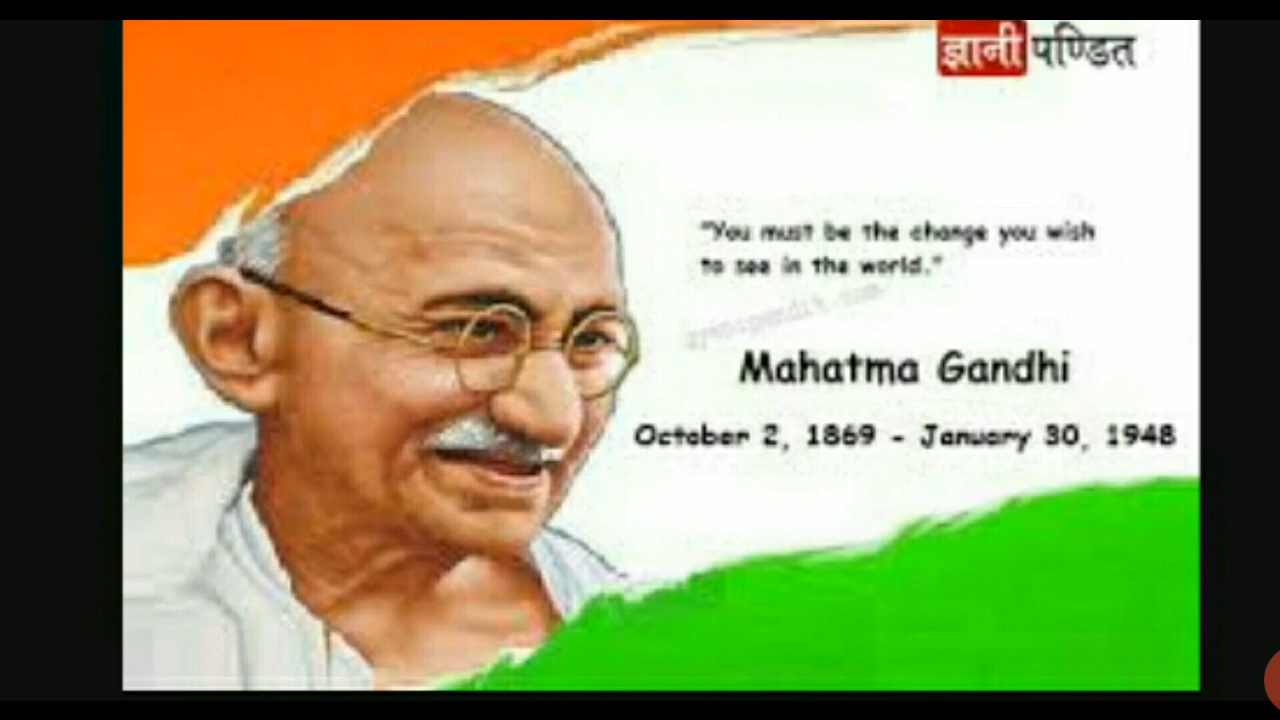 ज्ञानी पण्डित
"You must be the change you wish
to see in the world."
Mahatma Gandhi
October 2, 1869 - January 30, 1948